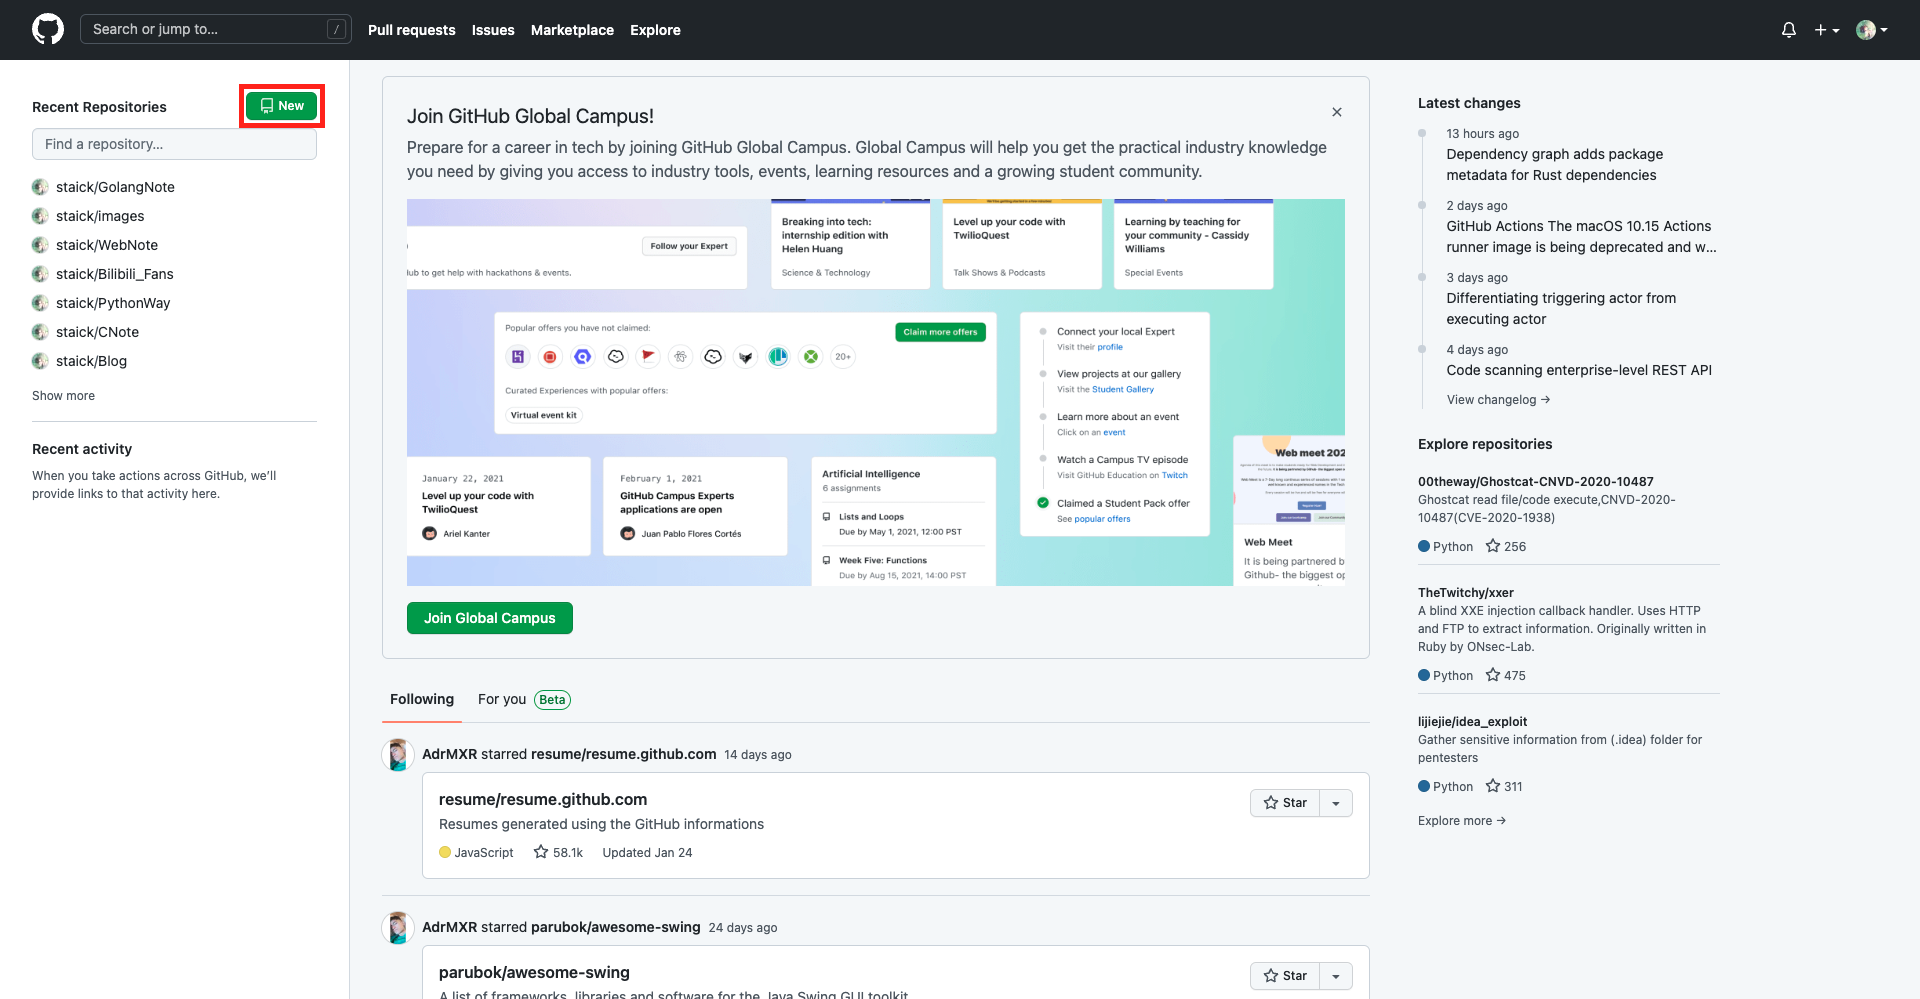 Search or jump to...
/
Pull requests
Issues
Marketplace
Explore
Recent Repositories
New
Find a repository...
staick/GolangNote
staick/images
staick/WebNote
staick/Bilibili_Fans
staick/PythonWay
staick/CNote
staick/Blog
Show more
Recent activity
When you take actions across GitHub, we'll
provide links to that activity here.
Join GitHub Global Campus!
Prepare for a career in tech by joining GitHub Global Campus. Global Campus will help you get the practical industry knowledge
you need by giving you access to industry tools, events, learning resources and a growing student community.
Follow your Expert
to get help with hackathons & events.
Breaking into tech:
internship edition with
Helen Huang
Science & Technology
Level up your code with
TwilioQuest
Talk Shows & Podcasts
Learning by teaching for
your community - Cassidy
Williams
Special Events
Popular offers you have not claimed:
Claim more offers
20+
Curated Experiences with popular offers:
Virtual event kit
Connect your local Expert
Visit their profile
View projects at our gallery
Visit the Student Gallery
Learn more about an event
Click on an event
Watch a Campus TV episode
Visit GitHub Education on Twitch
Claimed a Student Pack offer
See popular offers
January 22, 2021
Level up your code with
TwilioQuest
Ariel Kanter
February 1, 2021
GitHub Campus Experts
applications are open
Juan Pablo Flores Cortés
Artificial Intelligence
6 assignments
Lists and Loops
Due by May 1, 2021, 12:00 PST
Week Five: Functions
Due by Aug 15, 2021, 14:00 PST
Web meet 202
Web Meet
It is being partnered b
Github- the biggest op
Join Global Campus
Following
For you Beta
AdrMXR starred resume/resume.github.com 14 days ago
resume/resume.github.com
Resumes generated using the GitHub informations
JavaScript 58.1k Updated Jan 24
Star
AdrMXR starred parubok/awesome-swing 24 days ago
parubok/awesome-swing
A list of frameworks, libraries and software for the Java Swing GUI toolkit
Star
Latest changes
13 hours ago
Dependency graph adds package
metadata for Rust dependencies
2 days ago
GitHub Actions The macOS 10.15 Actions
runner image is being deprecated and w...
3 days ago
Differentiating triggering actor from
executing actor
4 days ago
Code scanning enterprise-level REST API
View changelog →
Explore repositories
00theway/Ghostcat-CNVD-2020-10487
Ghostcat read file/code execute,CNVD-2020-
10487(CVE-2020-1938)
Python 256
TheTwitchy/xxer
A blind XXE injection callback handler. Uses HTTP
and FTP to extract information. Originally written in
Ruby by ONsec-Lab.
Python 475
lijiejie/idea_exploit
Gather sensitive information from (.idea) folder for
pentesters
Python 311
Explore more →